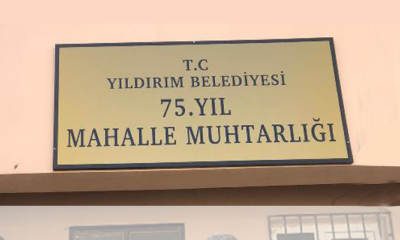 T.C
YILDIRIM BELEDİYESİ
75.YIL
MAHALLE MUHTARLIĞI